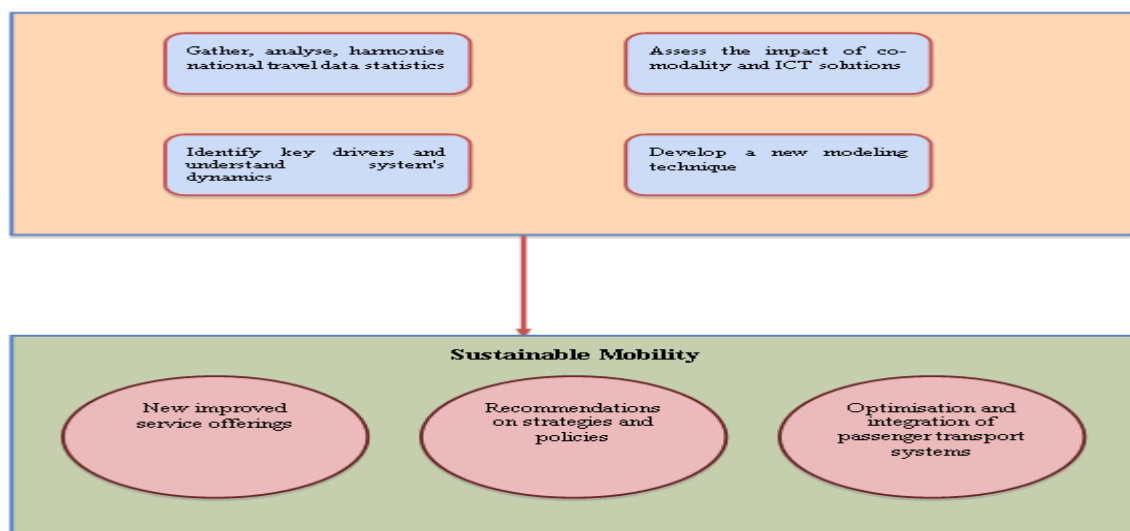 Gather, analyse, harmonise
national travel data statistics
Assess the impact of co-
modality and ICT solutions
Identify key drivers and
understand system's
dynamics
Develop a new modeling
technique
Sustainable Mobility
New improved
service offerings
Recommendations
on strategies and
policies
Optimisation and
integration of
passenger transport
systems